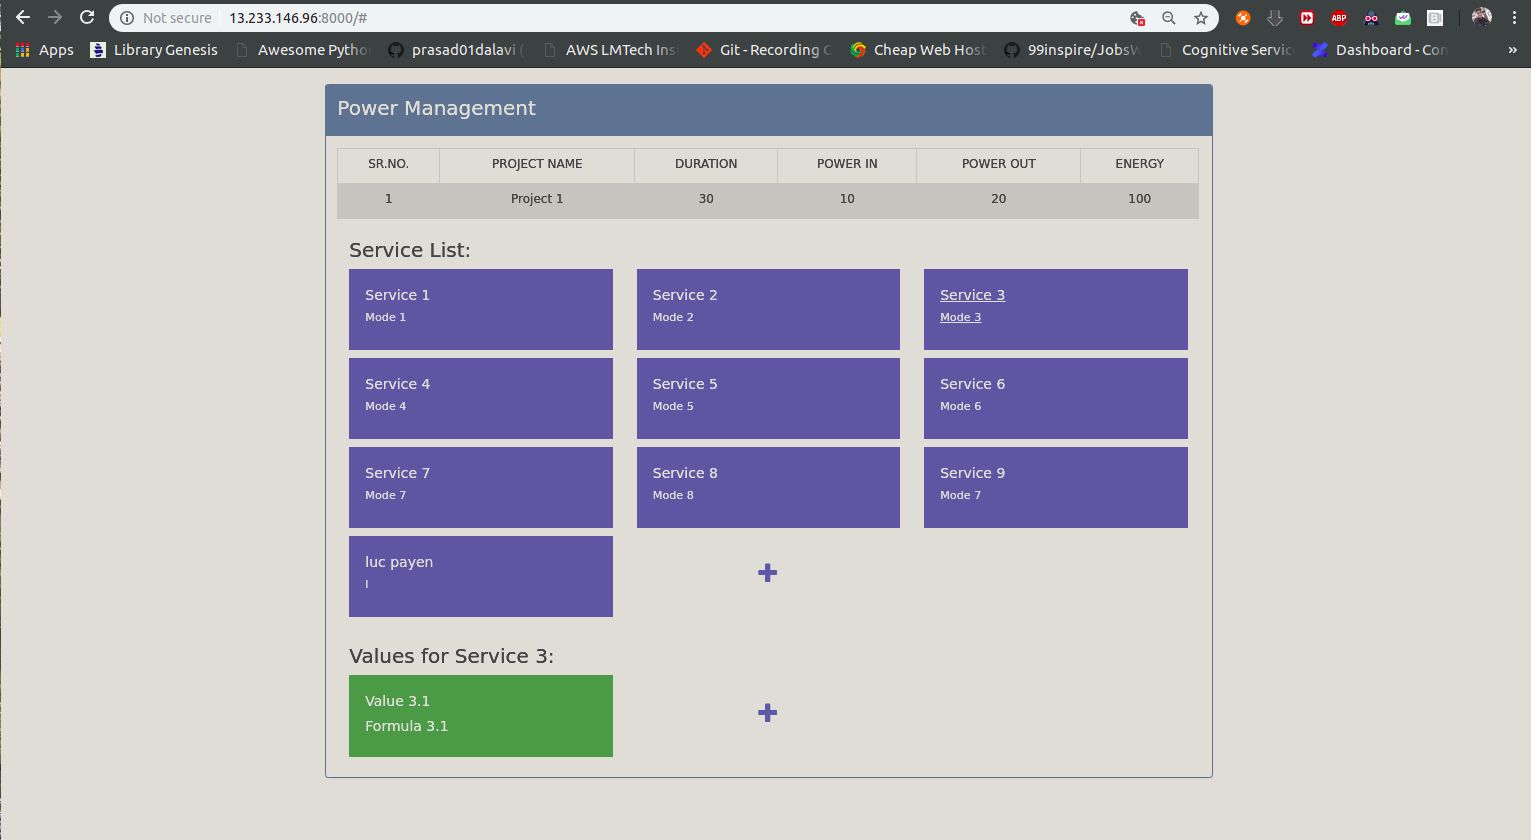 Not secure 13.233.146.96:8000/#
ABP
Apps Library Genesis Awesome Pytho prasad01dalavi ( AWS LMTech Ins Git - Recording C Cheap Web Host 99inspire/JobsW Cognitive Servic Dashboard - Con »
Power Management
SR.NO. PROJECT NAME DURATION POWER IN POWER OUT ENERGY
1 Project 1 30 10 20 100
Service List:
Service 1 Service 2 Service 3
Mode 1 Mode 2 Mode 3
Service 4 Service 5 Service 6
Mode 4 Mode 5 Mode 6
Service 7 Service 8 Service 9
Mode 7 Mode 8 Mode 7
luc payen
l
Values for Service 3:
Value 3.1
Formula 3.1